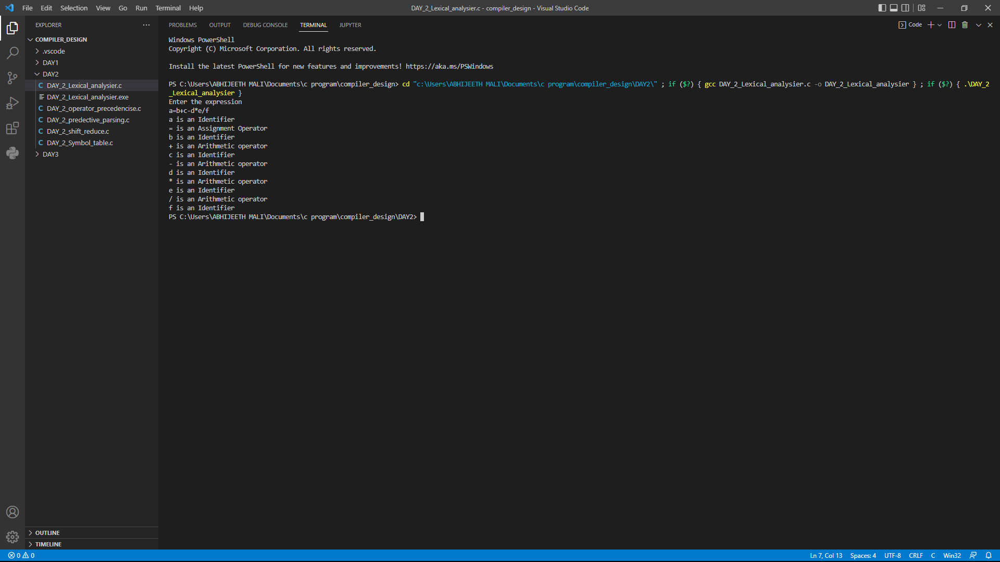 File Edit Selection View Go Run Terminal Help
DAY_2_Lexical_analysier.c - compiler_design - Visual Studio Code
EXPLORER
COMPILER_DESIGN
.vscode
DAY1
DAY2
C DAY_2_Lexical_analysier.c
DAY_2_Lexical_analysier.exe
C DAY_2_operator_precedencise.c
C DAY_2_predective_parsing.c
C DAY_2_shift_reduce.c
C DAY_2_Symbol_table.c
DAY3
OUTLINE
TIMELINE
PROBLEMS OUTPUT DEBUG CONSOLE TERMINAL JUPYTER
Code
Windows PowerShell
Copyright (C) Microsoft Corporation. All rights reserved.
Install the latest PowerShell for new features and improvements! https://aka.ms/PSWindows
PS C:\Users\ABHIJEETH MALI\Documents\c program\compiler_design> cd "c:\Users\ABHIJEETH MALI\Documents\c program\compiler_design\DAY2\" ; if ($?) { gcc DAY_2_Lexical_analysier.c -o DAY_2_Lexical_analysier } ; if ($?) { .\DAY_2
_Lexical_analysier }
Enter the expression
a=b+c-d*e/f
a is an Identifier
= is an Assignment Operator
b is an Identifier
+ is an Arithmetic operator
c is an Identifier
- is an Arithmetic operator
d is an Identifier
* is an Arithmetic operator
e is an Identifier
/ is an Arithmetic operator
f is an Identifier
PS C:\Users\ABHIJEETH MALI\Documents\c program\compiler_design\DAY2>
0 0
Ln 7, Col 13 Spaces: 4 UTF-8 CRLF C Win32